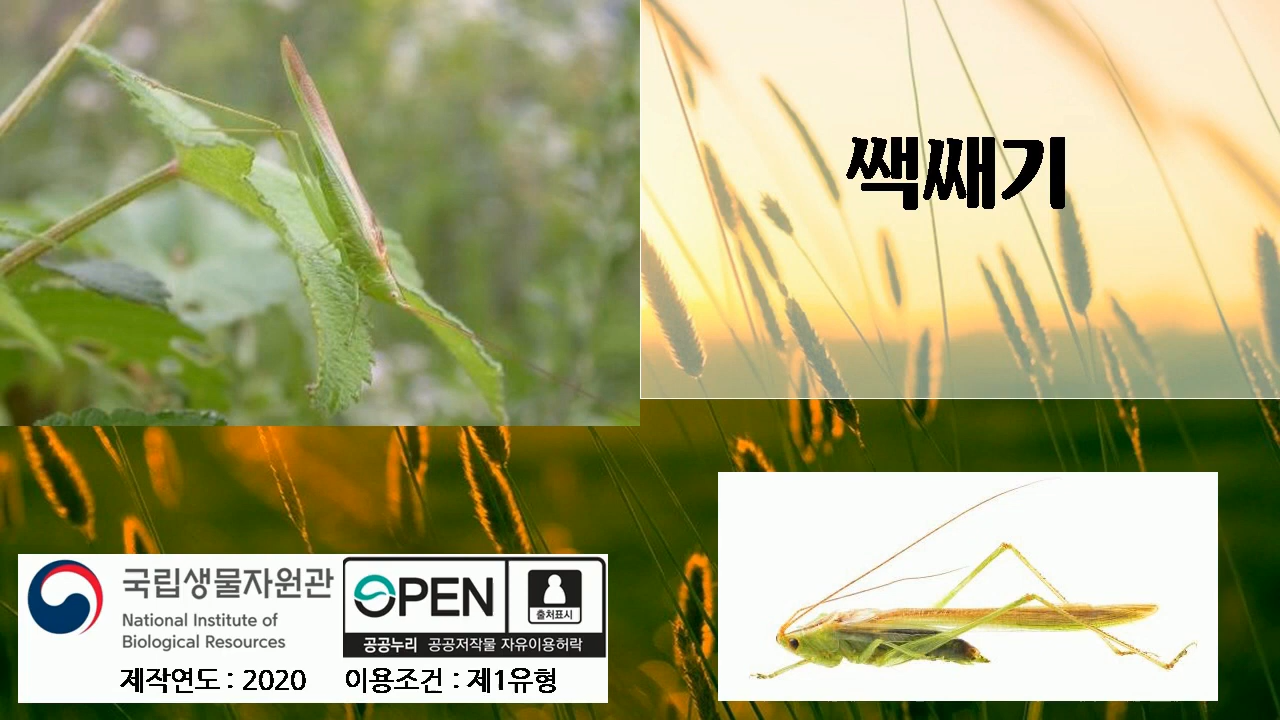 쌕쌔기
국립생물자원관
National Institute of
Biological Resources
OPEN
출처표시
공공누리 공공저작물 자유이용허락
제작연도 : 2020 이용조건 : 제1유형